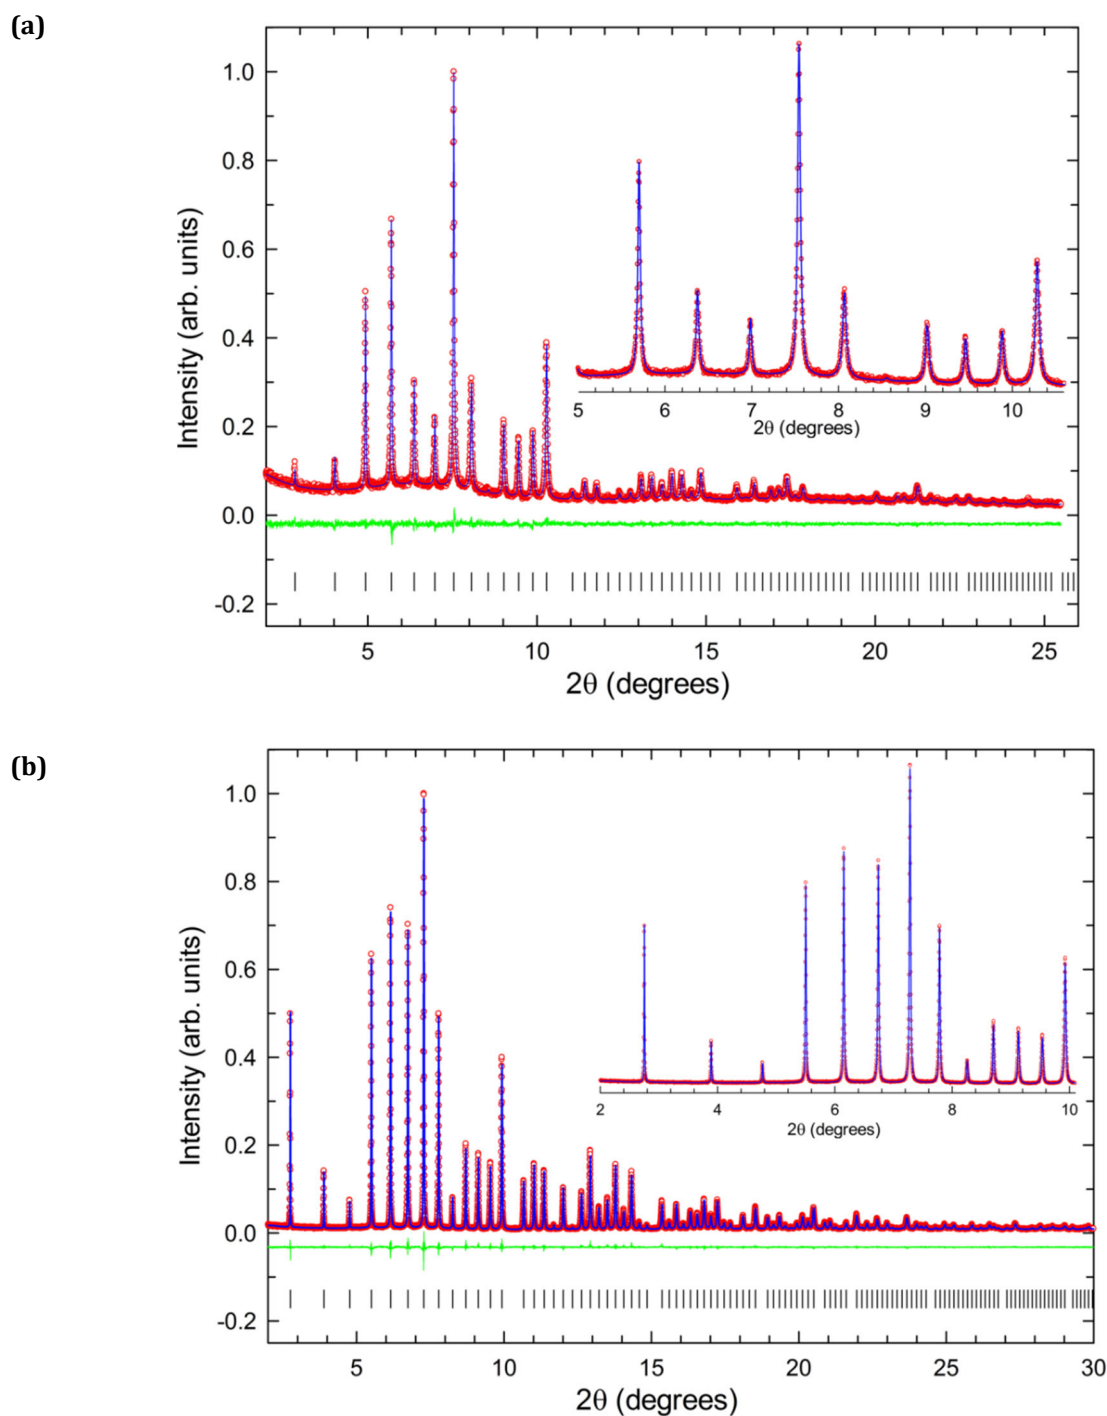 (a)
Intensity (arb. units)
1.0
0.8
0.6
0.4
0.2
0.0
-0.2
5 10 15 20 25
2θ (degrees)
5 6 7 8 9 10
2θ (degrees)
(b)
Intensity (arb. units)
1.0
0.8
0.6
0.4
0.2
0.0
-0.2
5 10 15 20 25 30
2θ (degrees)
2 4 6 8 10
2θ (degrees)